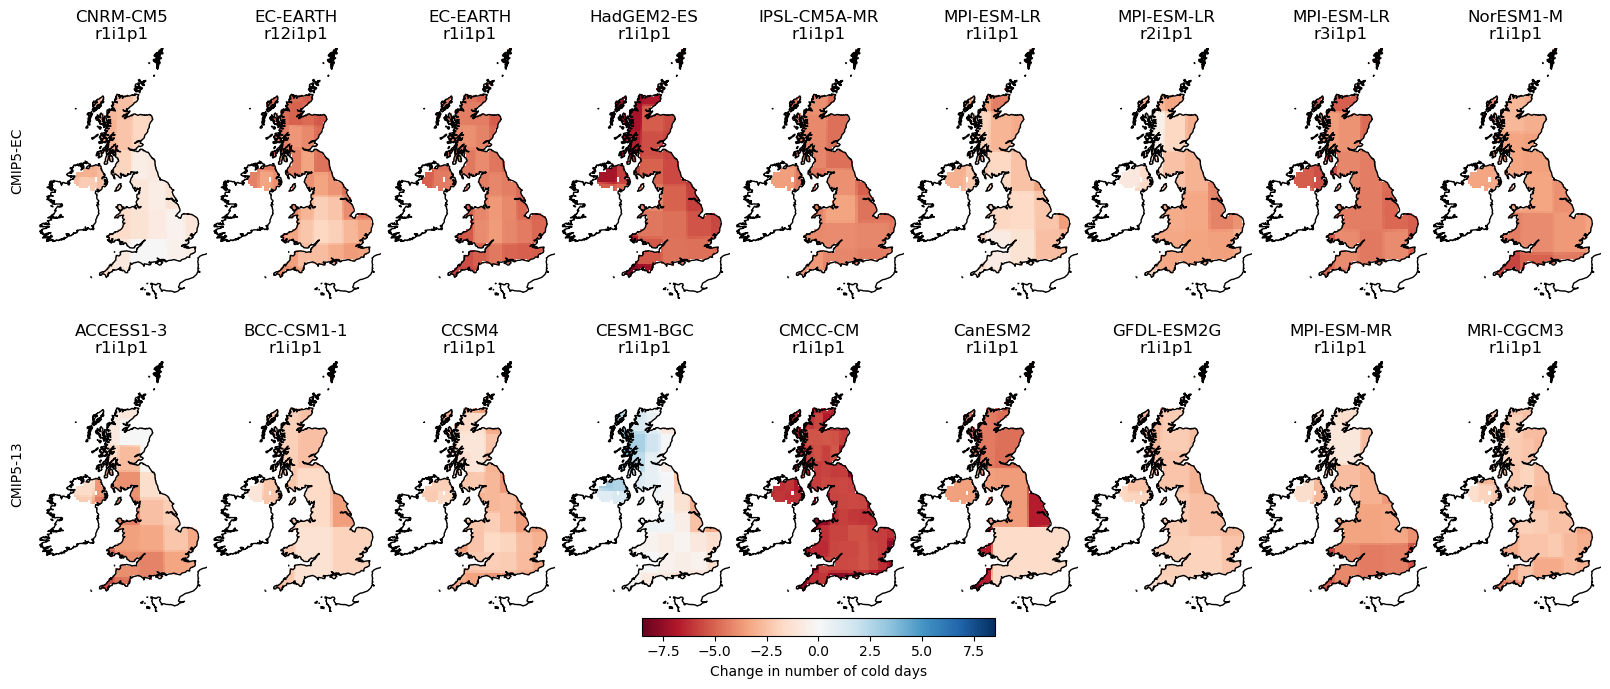 CNRM-CM5
r1i1p1
EC-EARTH
r12i1p1
EC-EARTH
r1i1p1
HadGEM2-ES
r1i1p1
IPSL-CM5A-MR
r1i1p1
MPI-ESM-LR
r1i1p1
MPI-ESM-LR
r2i1p1
MPI-ESM-LR
r3i1p1
NorESM1-M
r1i1p1
CMIP5-EC
ACCESS1-3
r1i1p1
BCC-CSM1-1
r1i1p1
CCSM4
r1i1p1
CESM1-BGC
r1i1p1
CMCC-CM
r1i1p1
CanESM2
r1i1p1
GFDL-ESM2G
r1i1p1
MPI-ESM-MR
r1i1p1
MRI-CGCM3
r1i1p1
CMIP5-13
−7.5 −5.0 −2.5 0.0 2.5 5.0 7.5
Change in number of cold days